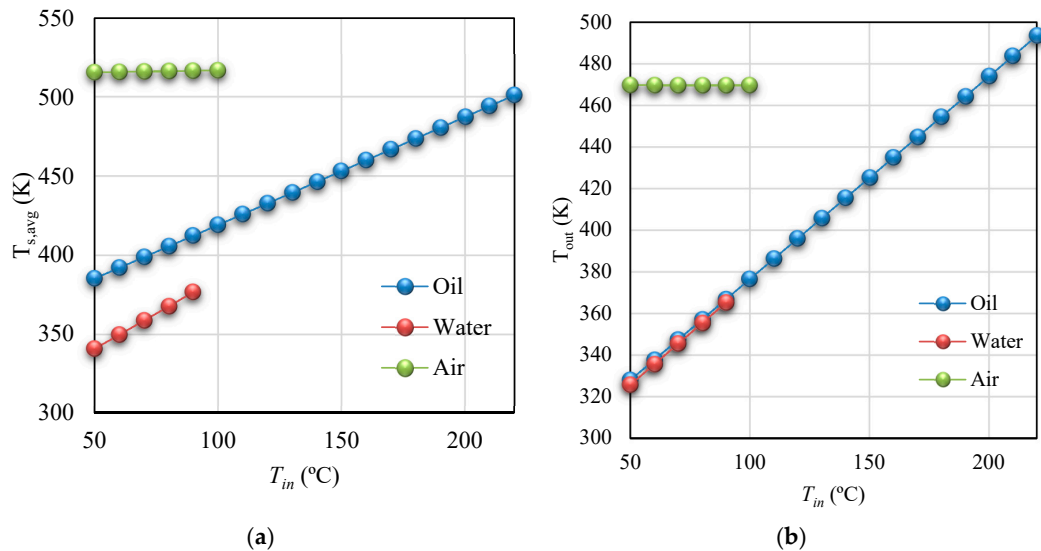 550
500
450
400
350
300
T_s,avg (K)
Oil
Water
Air
50
100
150
200
T_in (ºC)
(a)
500
480
460
440
420
400
380
360
340
320
300
T_out (K)
Oil
Water
Air
50
100
150
200
T_in (ºC)
(b)